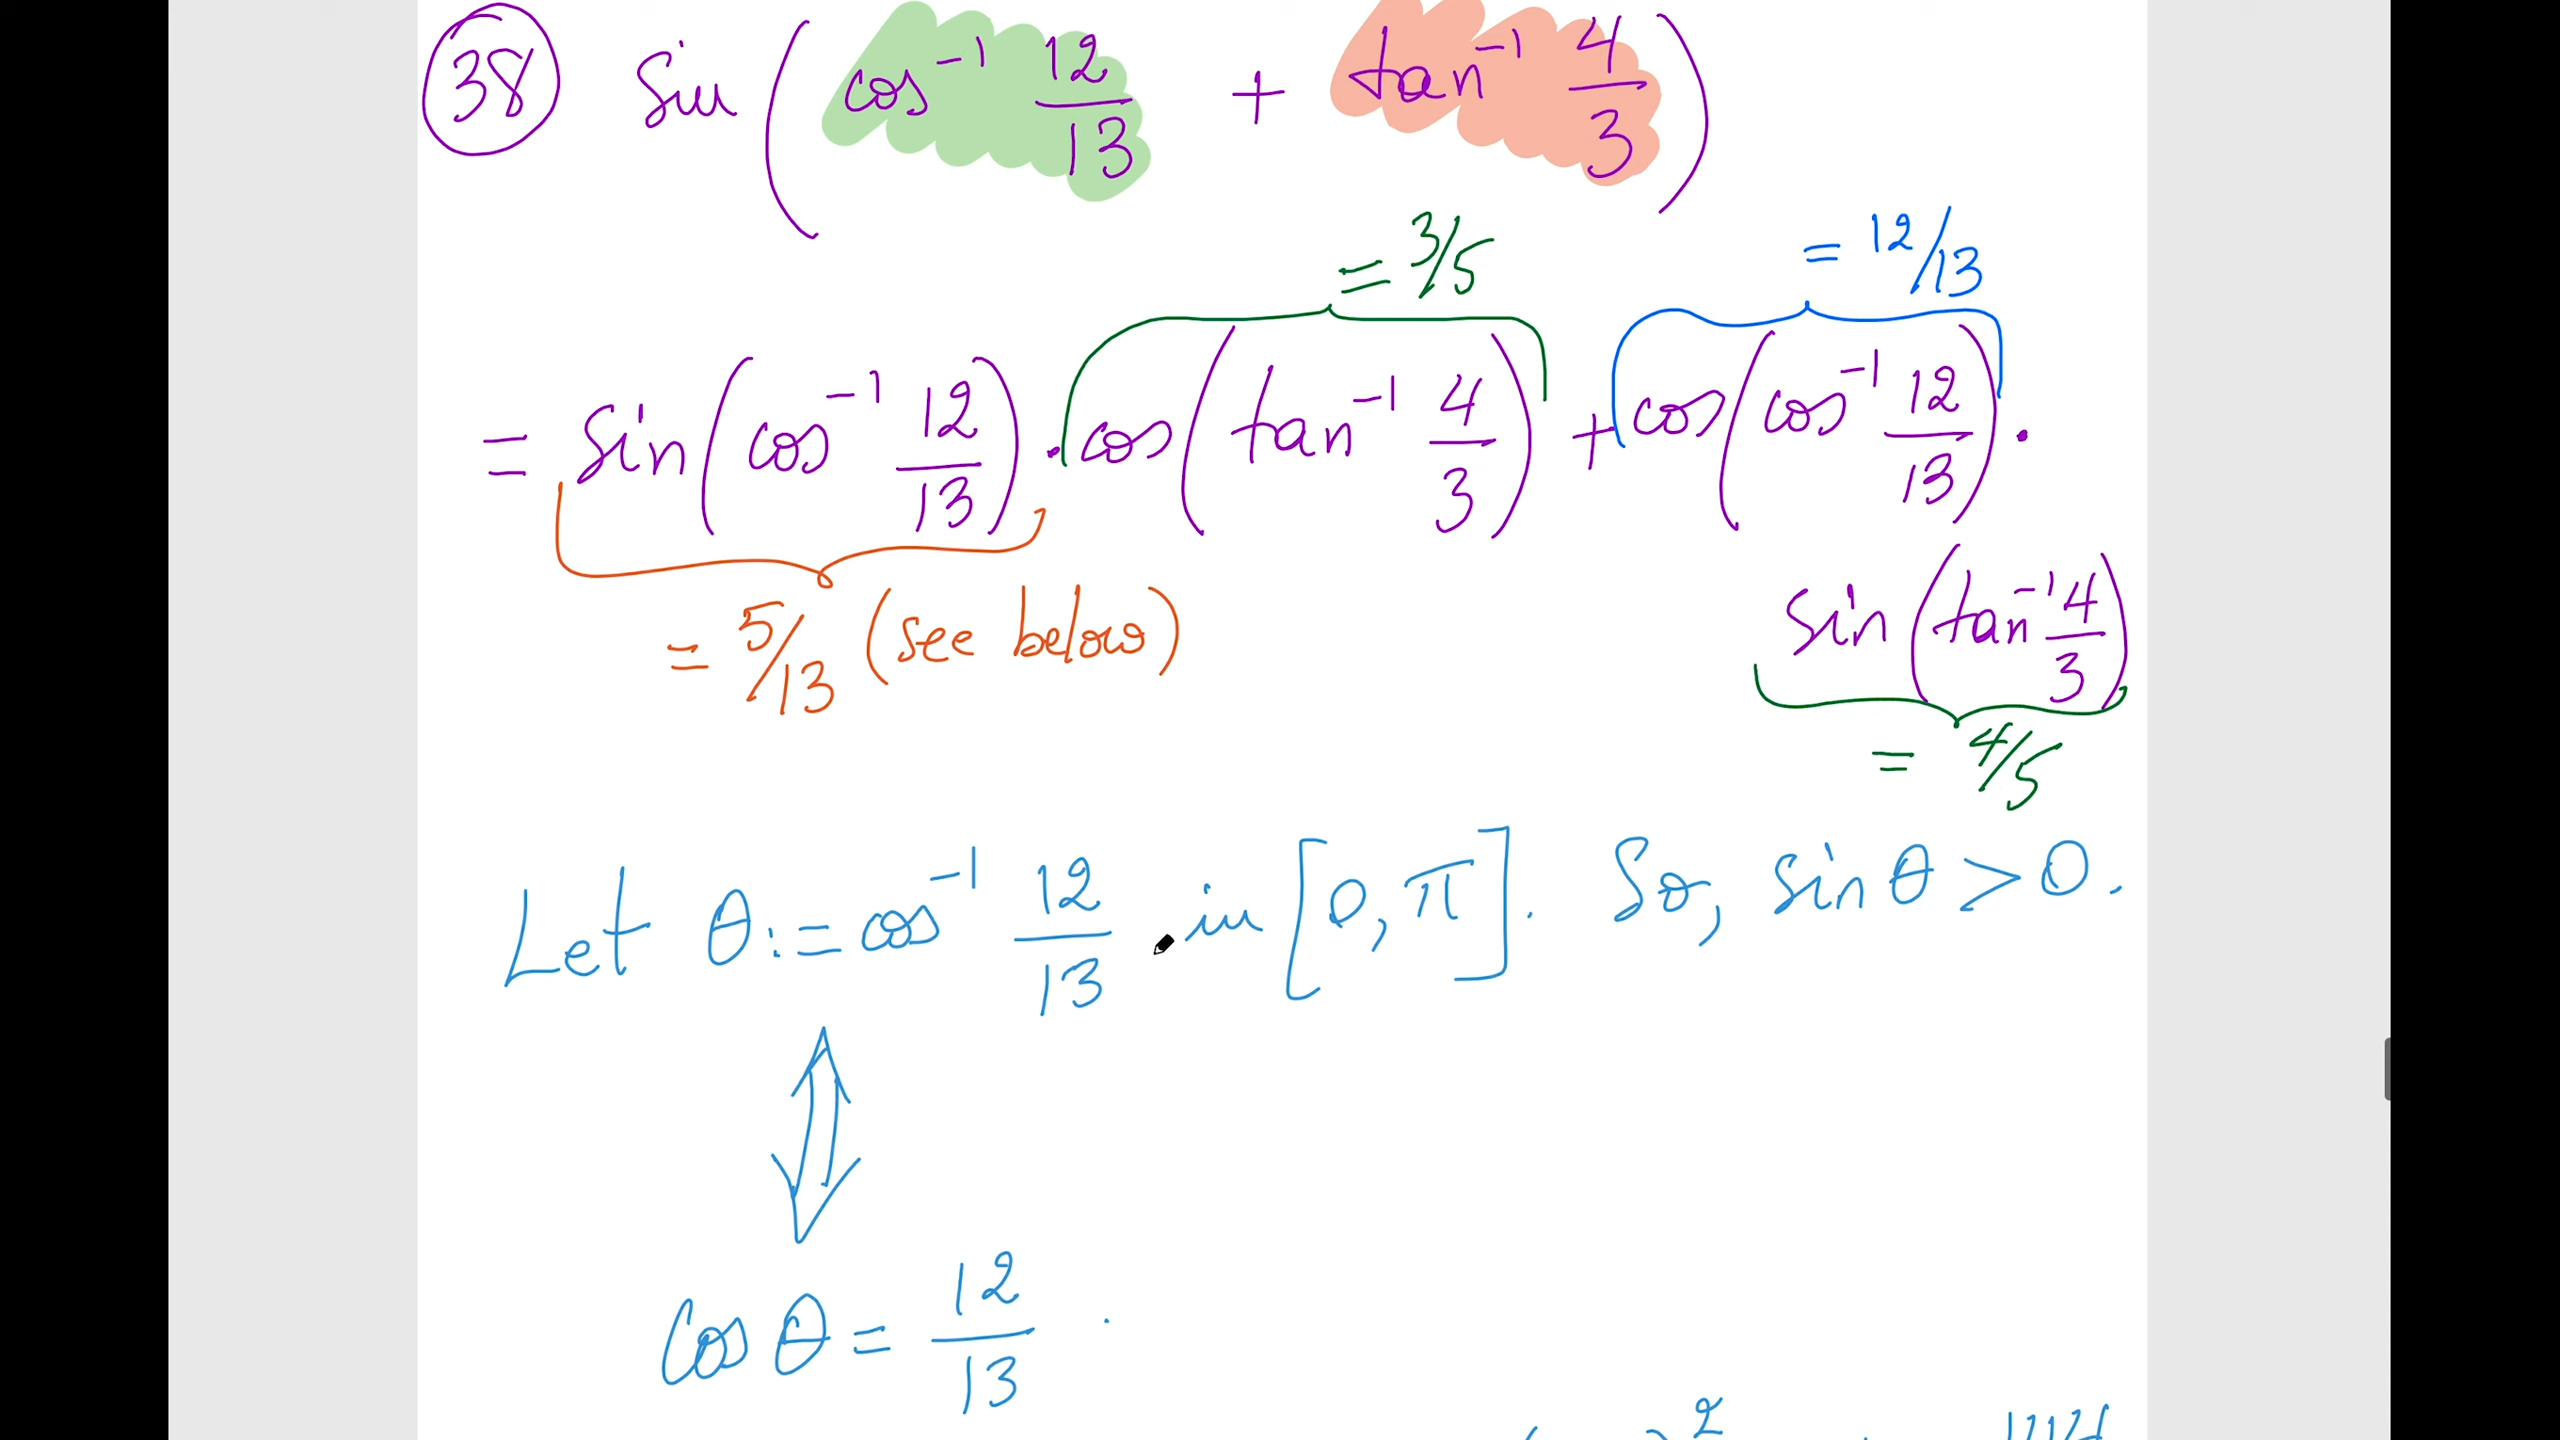 38 sin(cos⁻¹ 12/13 + tan⁻¹ 4/3)
= 3/5 = 12/13
= sin(cos⁻¹ 12/13) · cos(tan⁻¹ 4/3) + cos(cos⁻¹ 12/13) ·
sin(tan⁻¹ 4/3)
= 5/13 (see below)
= 4/5
Let θ := cos⁻¹ 12/13 in [0, π]. So, sin θ > 0.
cos θ = 12/13 .
2